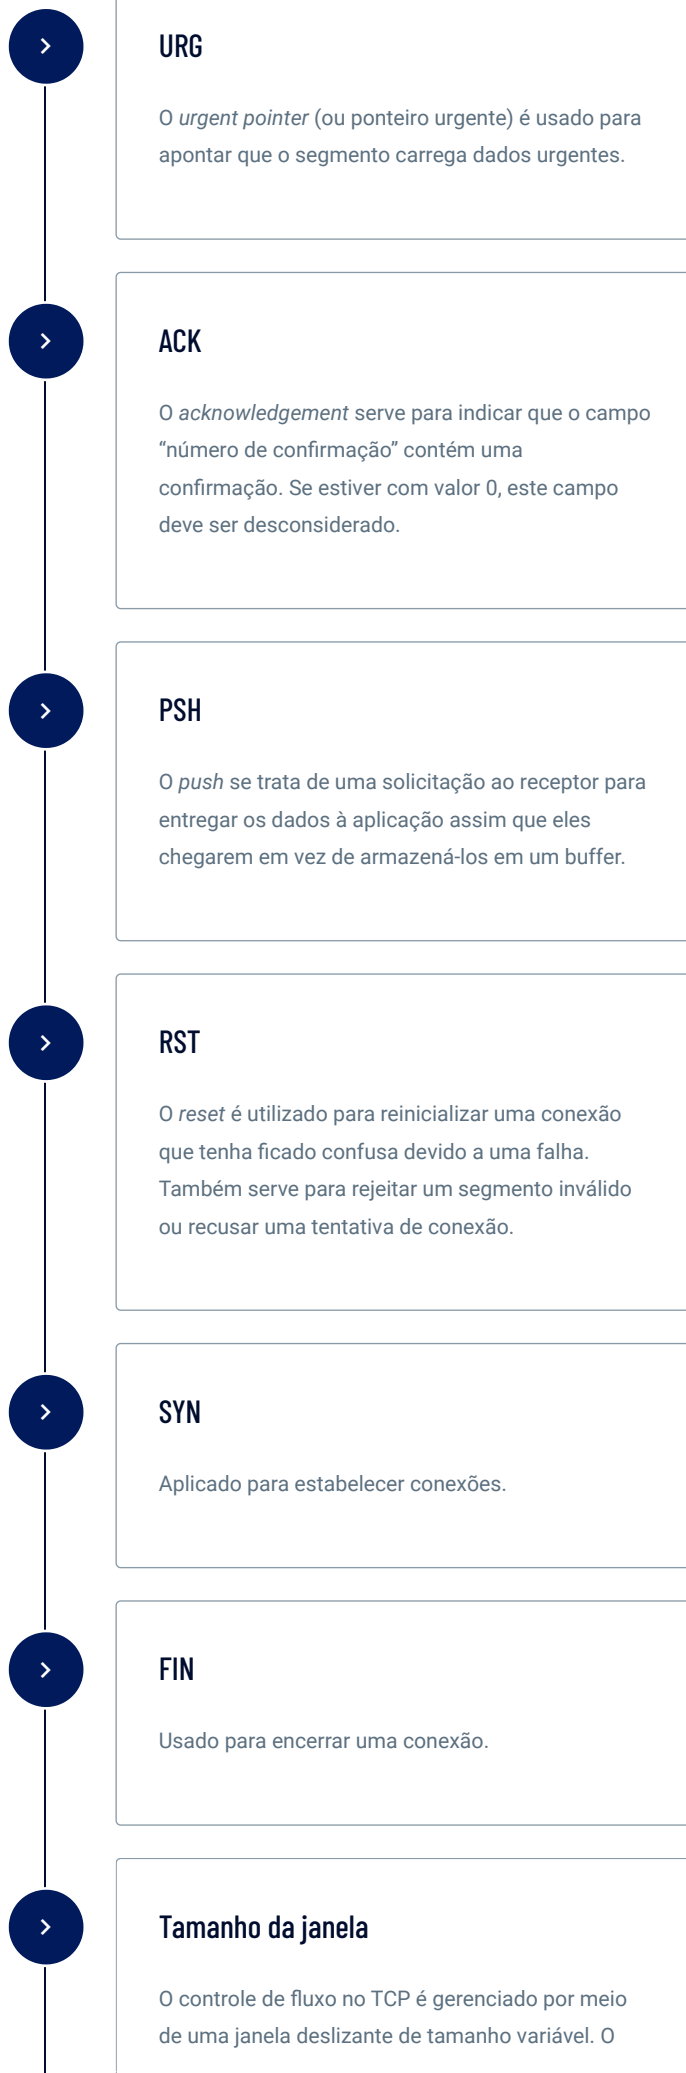 URG
O urgent pointer (ou ponteiro urgente) é usado para
apontar que o segmento carrega dados urgentes.
ACK
O acknowledgement serve para indicar que o campo
“número de confirmação” contém uma
confirmação. Se estiver com valor 0, este campo
deve ser desconsiderado.
PSH
O push se trata de uma solicitação ao receptor para
entregar os dados à aplicação assim que eles
chegarem em vez de armazená-los em um buffer.
RST
O reset é utilizado para reinicializar uma conexão
que tenha ficado confusa devido a uma falha.
Também serve para rejeitar um segmento inválido
ou recusar uma tentativa de conexão.
SYN
Aplicado para estabelecer conexões.
FIN
Usado para encerrar uma conexão.
Tamanho da janela
O controle de fluxo no TCP é gerenciado por meio
de uma janela deslizante de tamanho variável. O